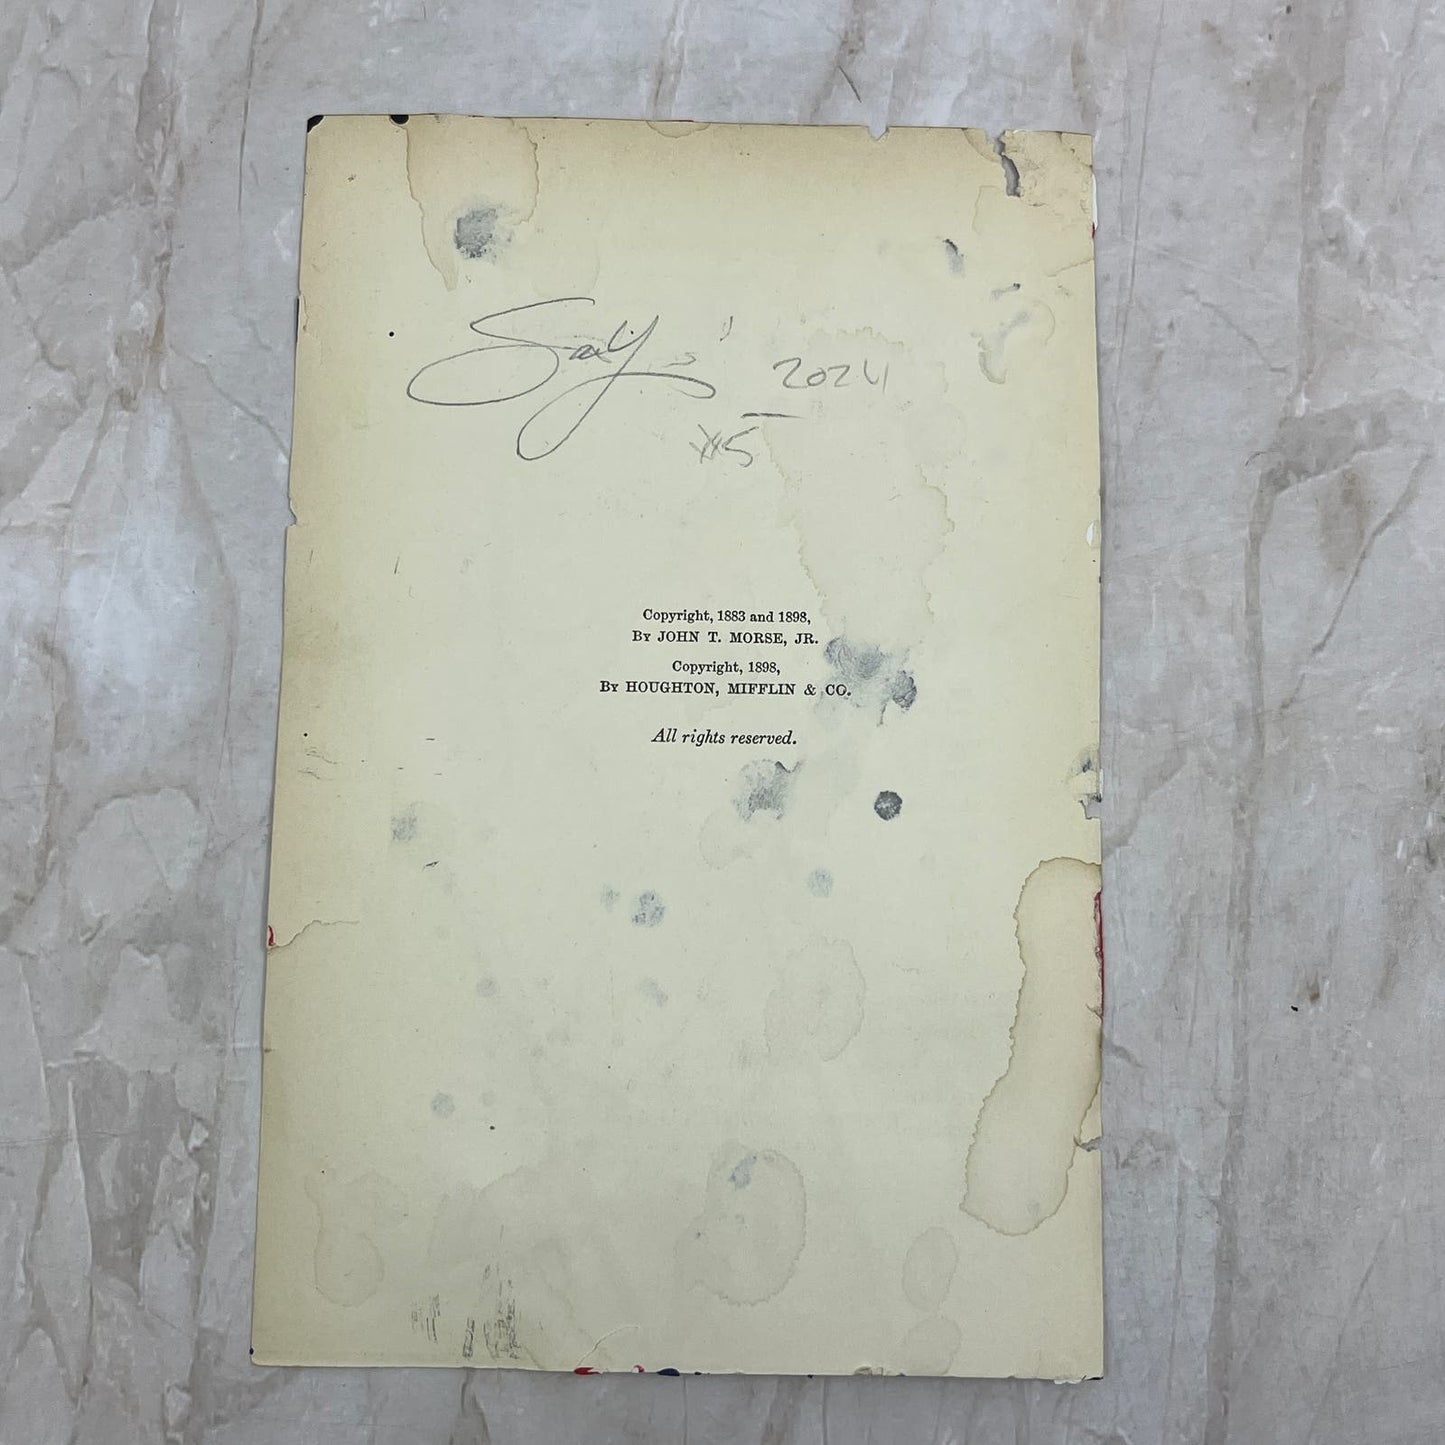 2024
Copyright, 1883 and 1898,
By JOHN T. MORSE, JR.
Copyright, 1898,
By HOUGHTON, MIFFLIN & CO.
All rights reserved.